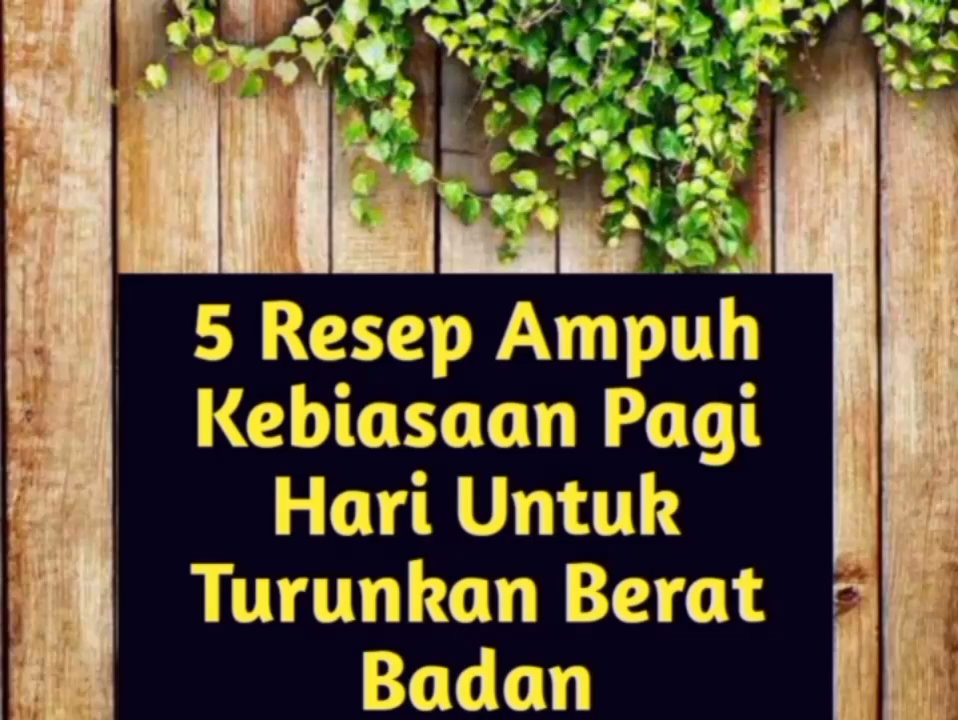 5 Resep Ampuh
Kebiasaan Pagi
Hari Untuk
Turunkan Berat
Badan